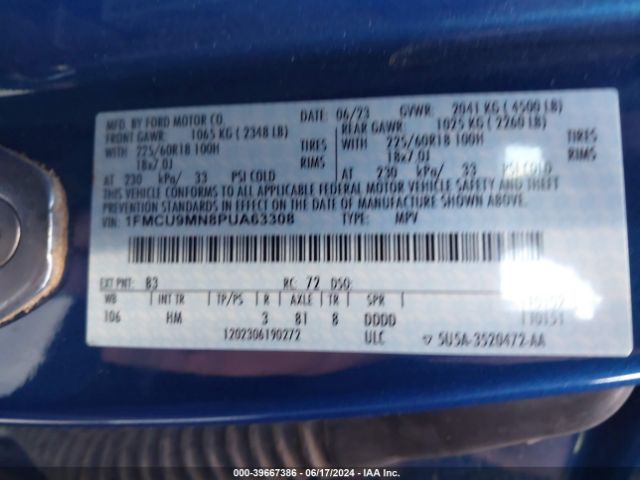 MFD. BY FORD MOTOR CO.
DATE: 06/23 GVWR: 2041 KG ( 4500 LB)
FRONT GAWR: 1065 KG ( 2348 LB)
REAR GAWR: 1025 KG ( 2260 LB)
WITH 225/60R18 100H TIRES
WITH 225/60R18 100H TIRES
18x7.0J RIMS
18x7.0J RIMS
AT 230 kPa/ 33 PSI COLD
AT 230 kPa/ 33 PSI COLD
THIS VEHICLE CONFORMS TO ALL APPLICABLE FEDERAL MOTOR VEHICLE SAFETY, BUMPER, AND THEFT
PREVENTION STANDARDS IN EFFECT ON THE DATE OF MANUFACTURE SHOWN ABOVE.
VIN: 1FMCU9MN8PUA63308 TYPE: MPV
EXT PNT: B3 RC: 72 DSO:
WB INT TR TP/PS R AXLE TR SPR
106 HM 3 81 8 DDDD 110151
1202306190272 ULC 5U5A-3520472-AA
000-39667386 - 06/17/2024 - IAA Inc.